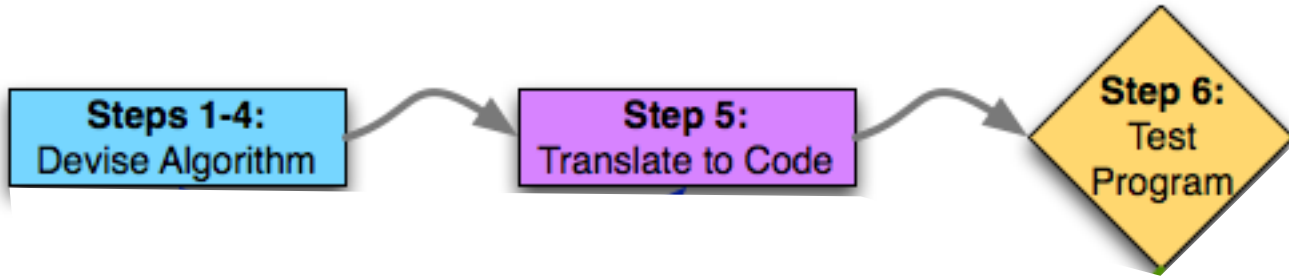 Steps 1-4:
Devise Algorithm
Step 5:
Translate to Code
Step 6:
Test
Program